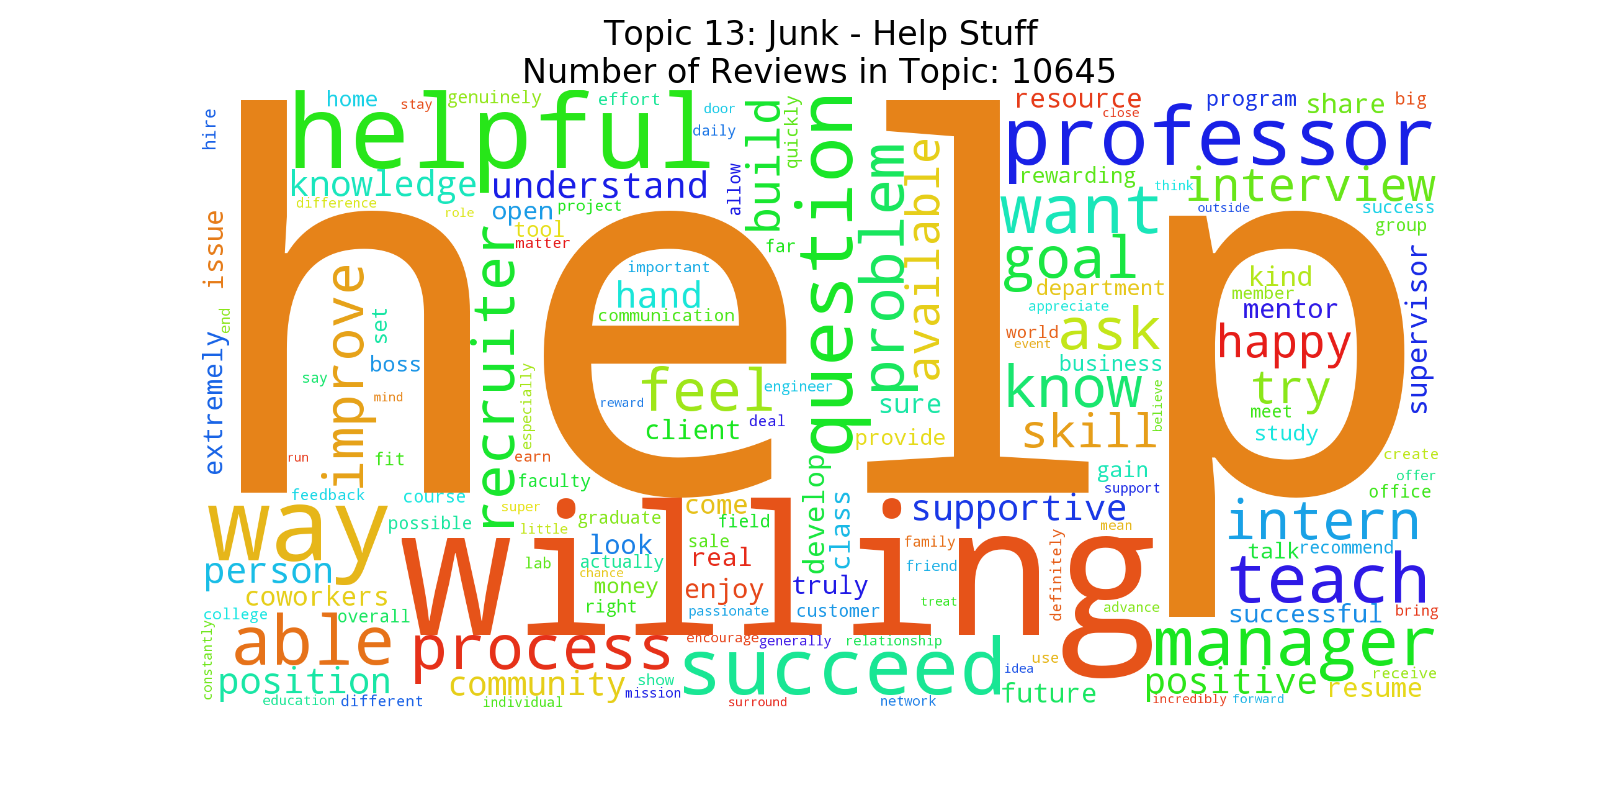 Topic 13: Junk - Help Stuff
Number of Reviews in Topic: 10645
help
willing
helpful
professor
question
succeed
way
teach
manager
want
goal
problem
recruiter
able
process
know
feel
ask
intern
interview
skill
improve
build
available
understand
knowledge
hand
happy
try
supportive
person
position
community
positive
future
successful
resume
coworkers
extremely
issue
home
stay
genuinely
effort
door
daily
quickly
resource
close
program
share
big
hire
difference
role
open
project
tool
matter
allow
far
rewarding
think
outside
success
group
department
appreciate
world
event
business
believe
kind
member
mentor
meet
study
supervisor
important
communication
set
boss
say
mind
end
especially
reward
engineer
deal
client
sure
provide
run
fit
earn
faculty
feedback
course
possible
super
little
graduate
come
field
look
sale
real
lab
actually
chance
money
right
enjoy
passionate
develop
class
truly
customer
family
friend
treat
definitely
mean
gain
support
create
offer
office
talk
recommend
advance
bring
college
overall
constantly
education
different
individual
show
mission
surround
encourage
generally
relationship
network
idea
use
receive
incredibly
forward